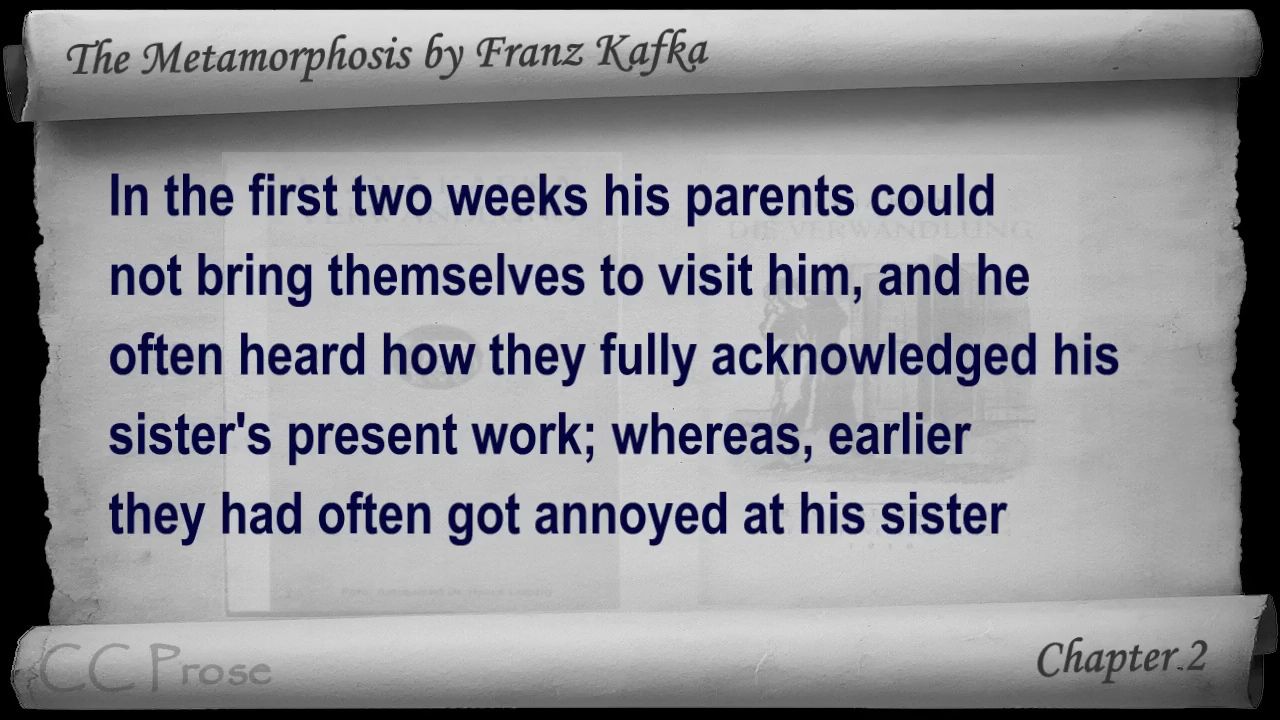 The Metamorphosis by Franz Kafka
In the first two weeks his parents could
not bring themselves to visit him, and he
often heard how they fully acknowledged his
sister's present work; whereas, earlier
they had often got annoyed at his sister
DIE VERWANDLUNG
CC Prose
Chapter 2